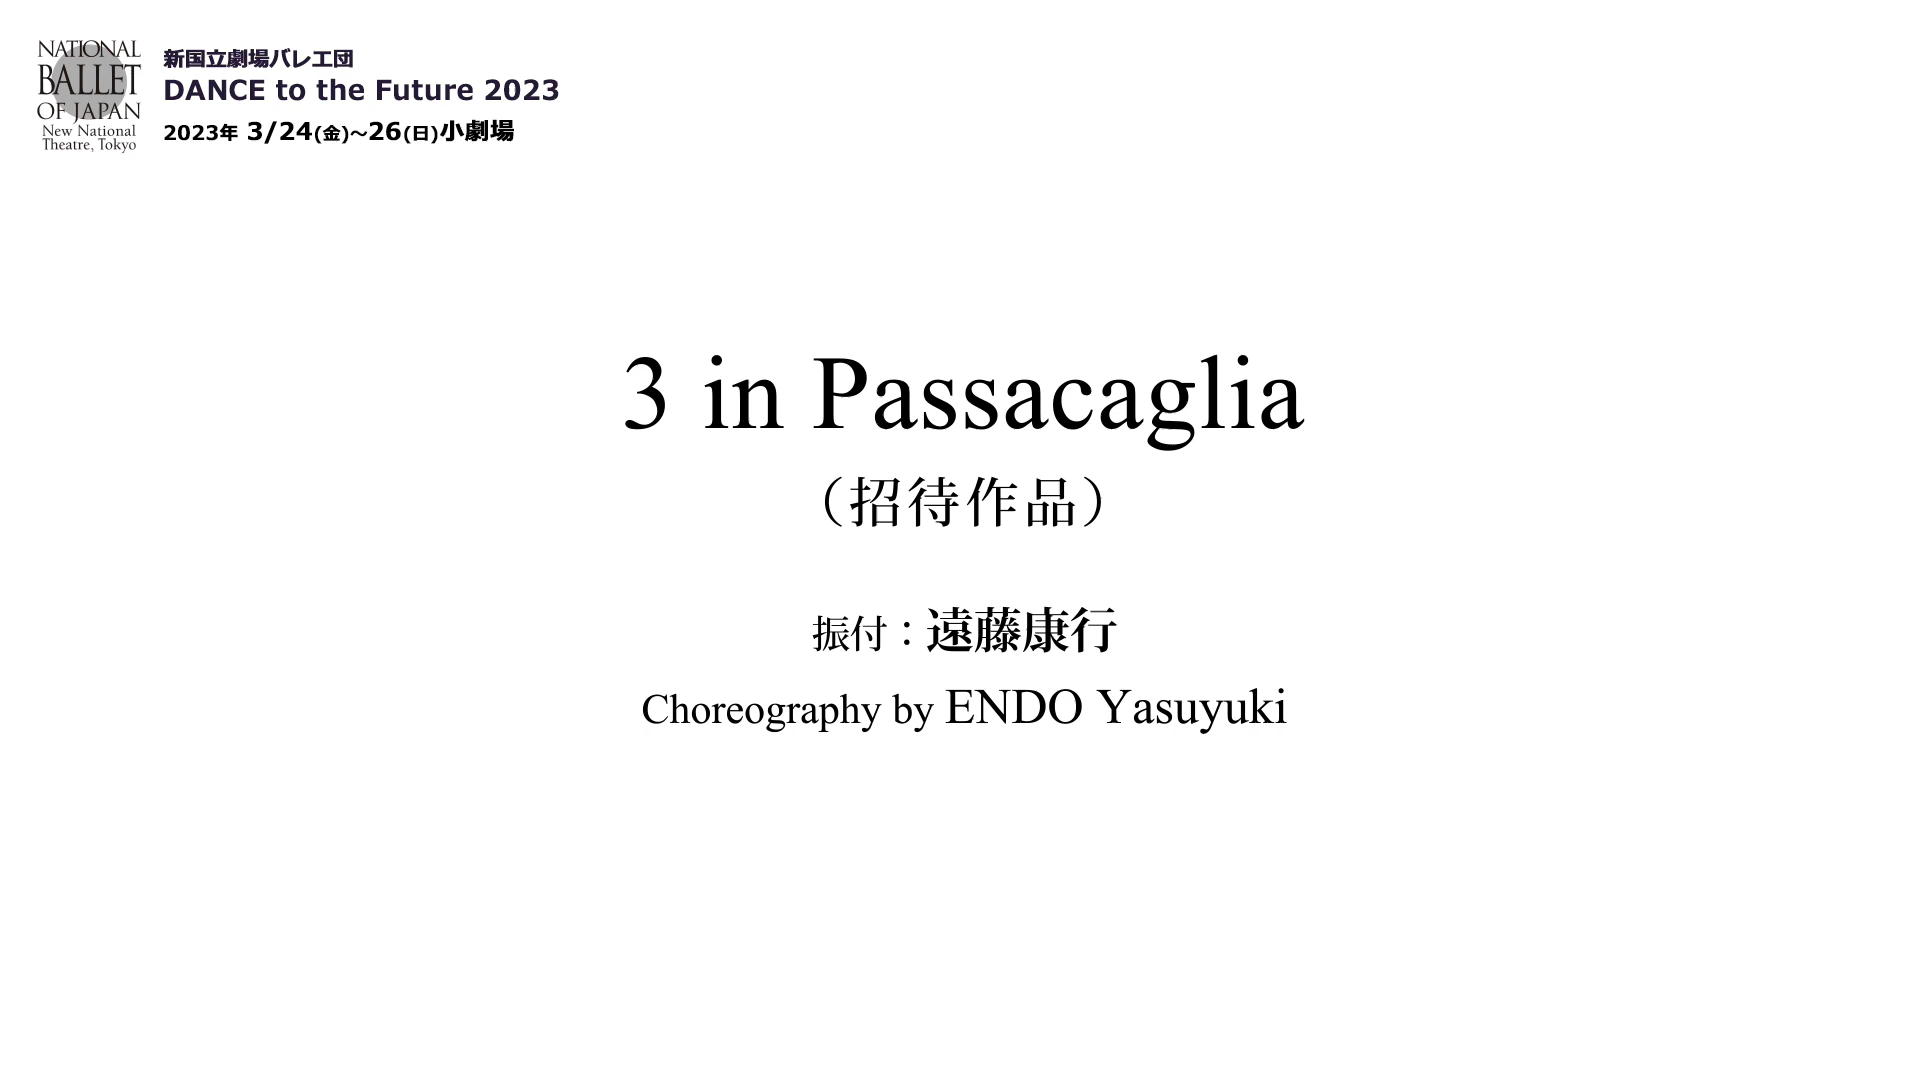 NATIONAL
BALLET
OF JAPAN
New National
Theatre, Tokyo
新国立劇場バレエ団
DANCE to the Future 2023
2023年 3/24(金)~26(日)小劇場
3 in Passacaglia
（招待作品）
振付：遠藤康行
Choreography by ENDO Yasuyuki